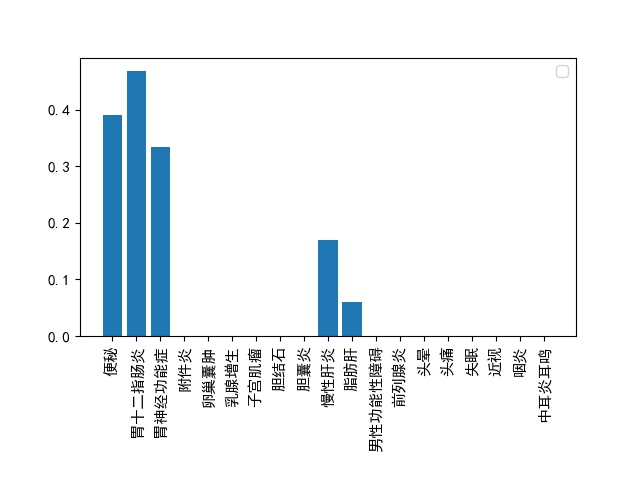 0.4
0.3
0.2
0.1
0.0
便秘
胃十二指肠炎
胃神经功能症
附件炎
卵巢囊肿
乳腺增生
子宫肌瘤
胆结石
胆囊炎
慢性肝炎
脂肪肝
男性功能性障碍
前列腺炎
头晕
头痛
失眠
近视
咽炎
中耳炎耳鸣